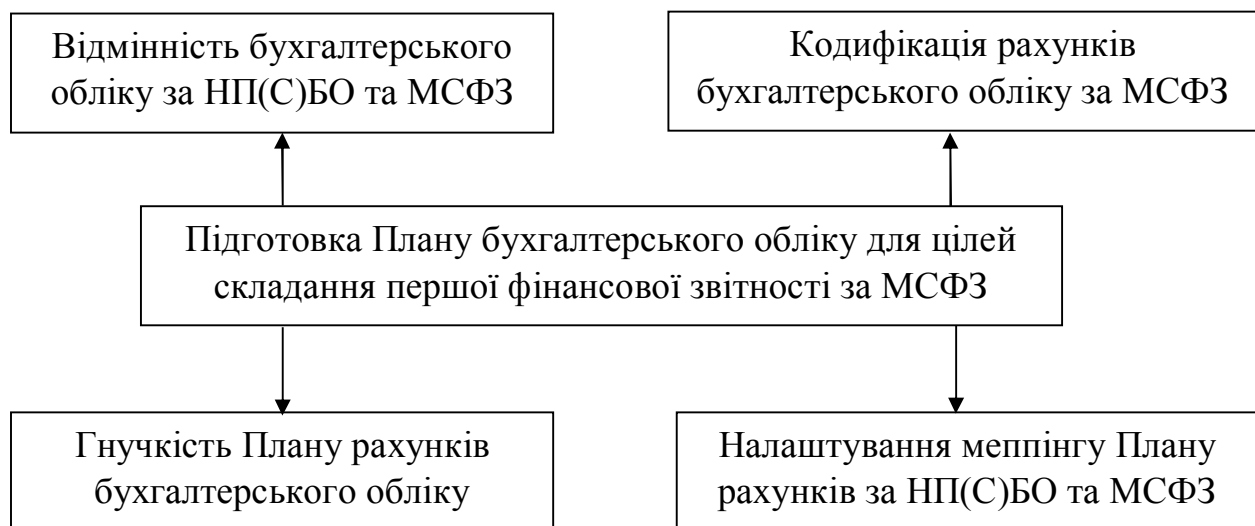 Відмінність бухгалтерського
обліку за НП(С)БО та МСФЗ
Кодифікація рахунків
бухгалтерського обліку за МСФЗ
Підготовка Плану бухгалтерського обліку для цілей
складання першої фінансової звітності за МСФЗ
Гнучкість Плану рахунків
бухгалтерського обліку
Налаштування меппінгу Плану
рахунків за НП(С)БО та МСФЗ